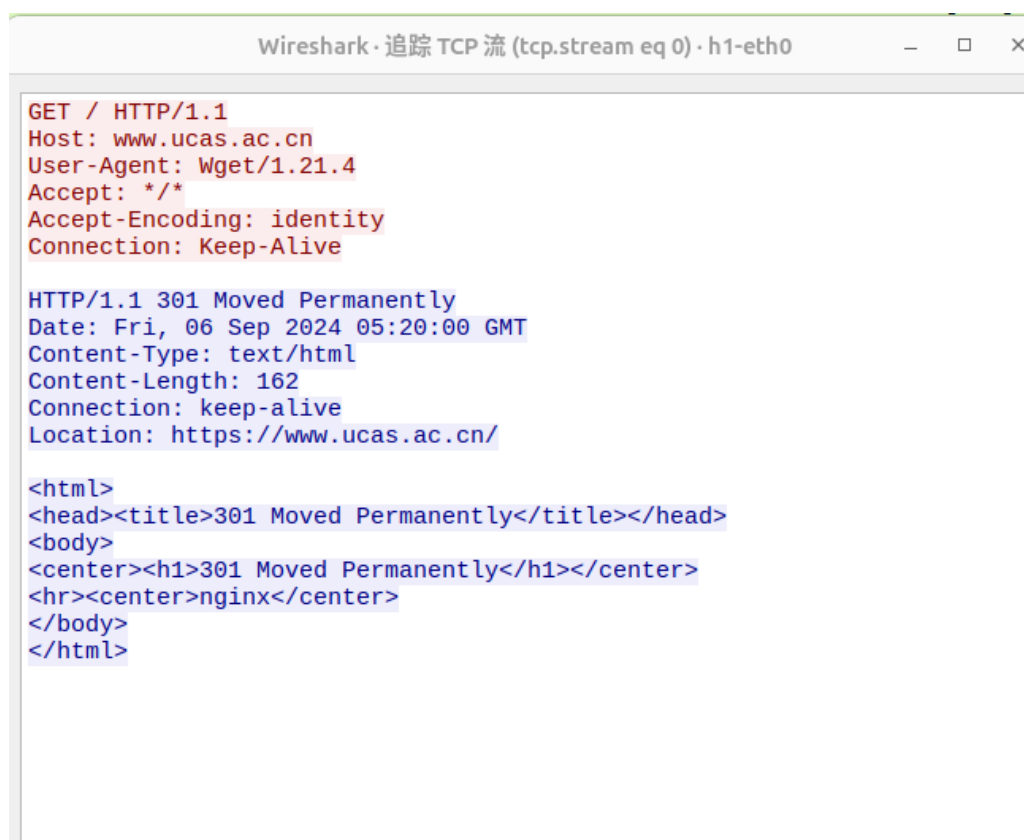 Wireshark · 追踪 TCP 流 (tcp.stream eq 0) · h1-eth0
GET / HTTP/1.1
Host: www.ucas.ac.cn
User-Agent: Wget/1.21.4
Accept: */*
Accept-Encoding: identity
Connection: Keep-Alive
HTTP/1.1 301 Moved Permanently
Date: Fri, 06 Sep 2024 05:20:00 GMT
Content-Type: text/html
Content-Length: 162
Connection: keep-alive
Location: https://www.ucas.ac.cn/
<html>
<head><title>301 Moved Permanently</title></head>
<body>
<center><h1>301 Moved Permanently</h1></center>
<hr><center>nginx</center>
</body>
</html>